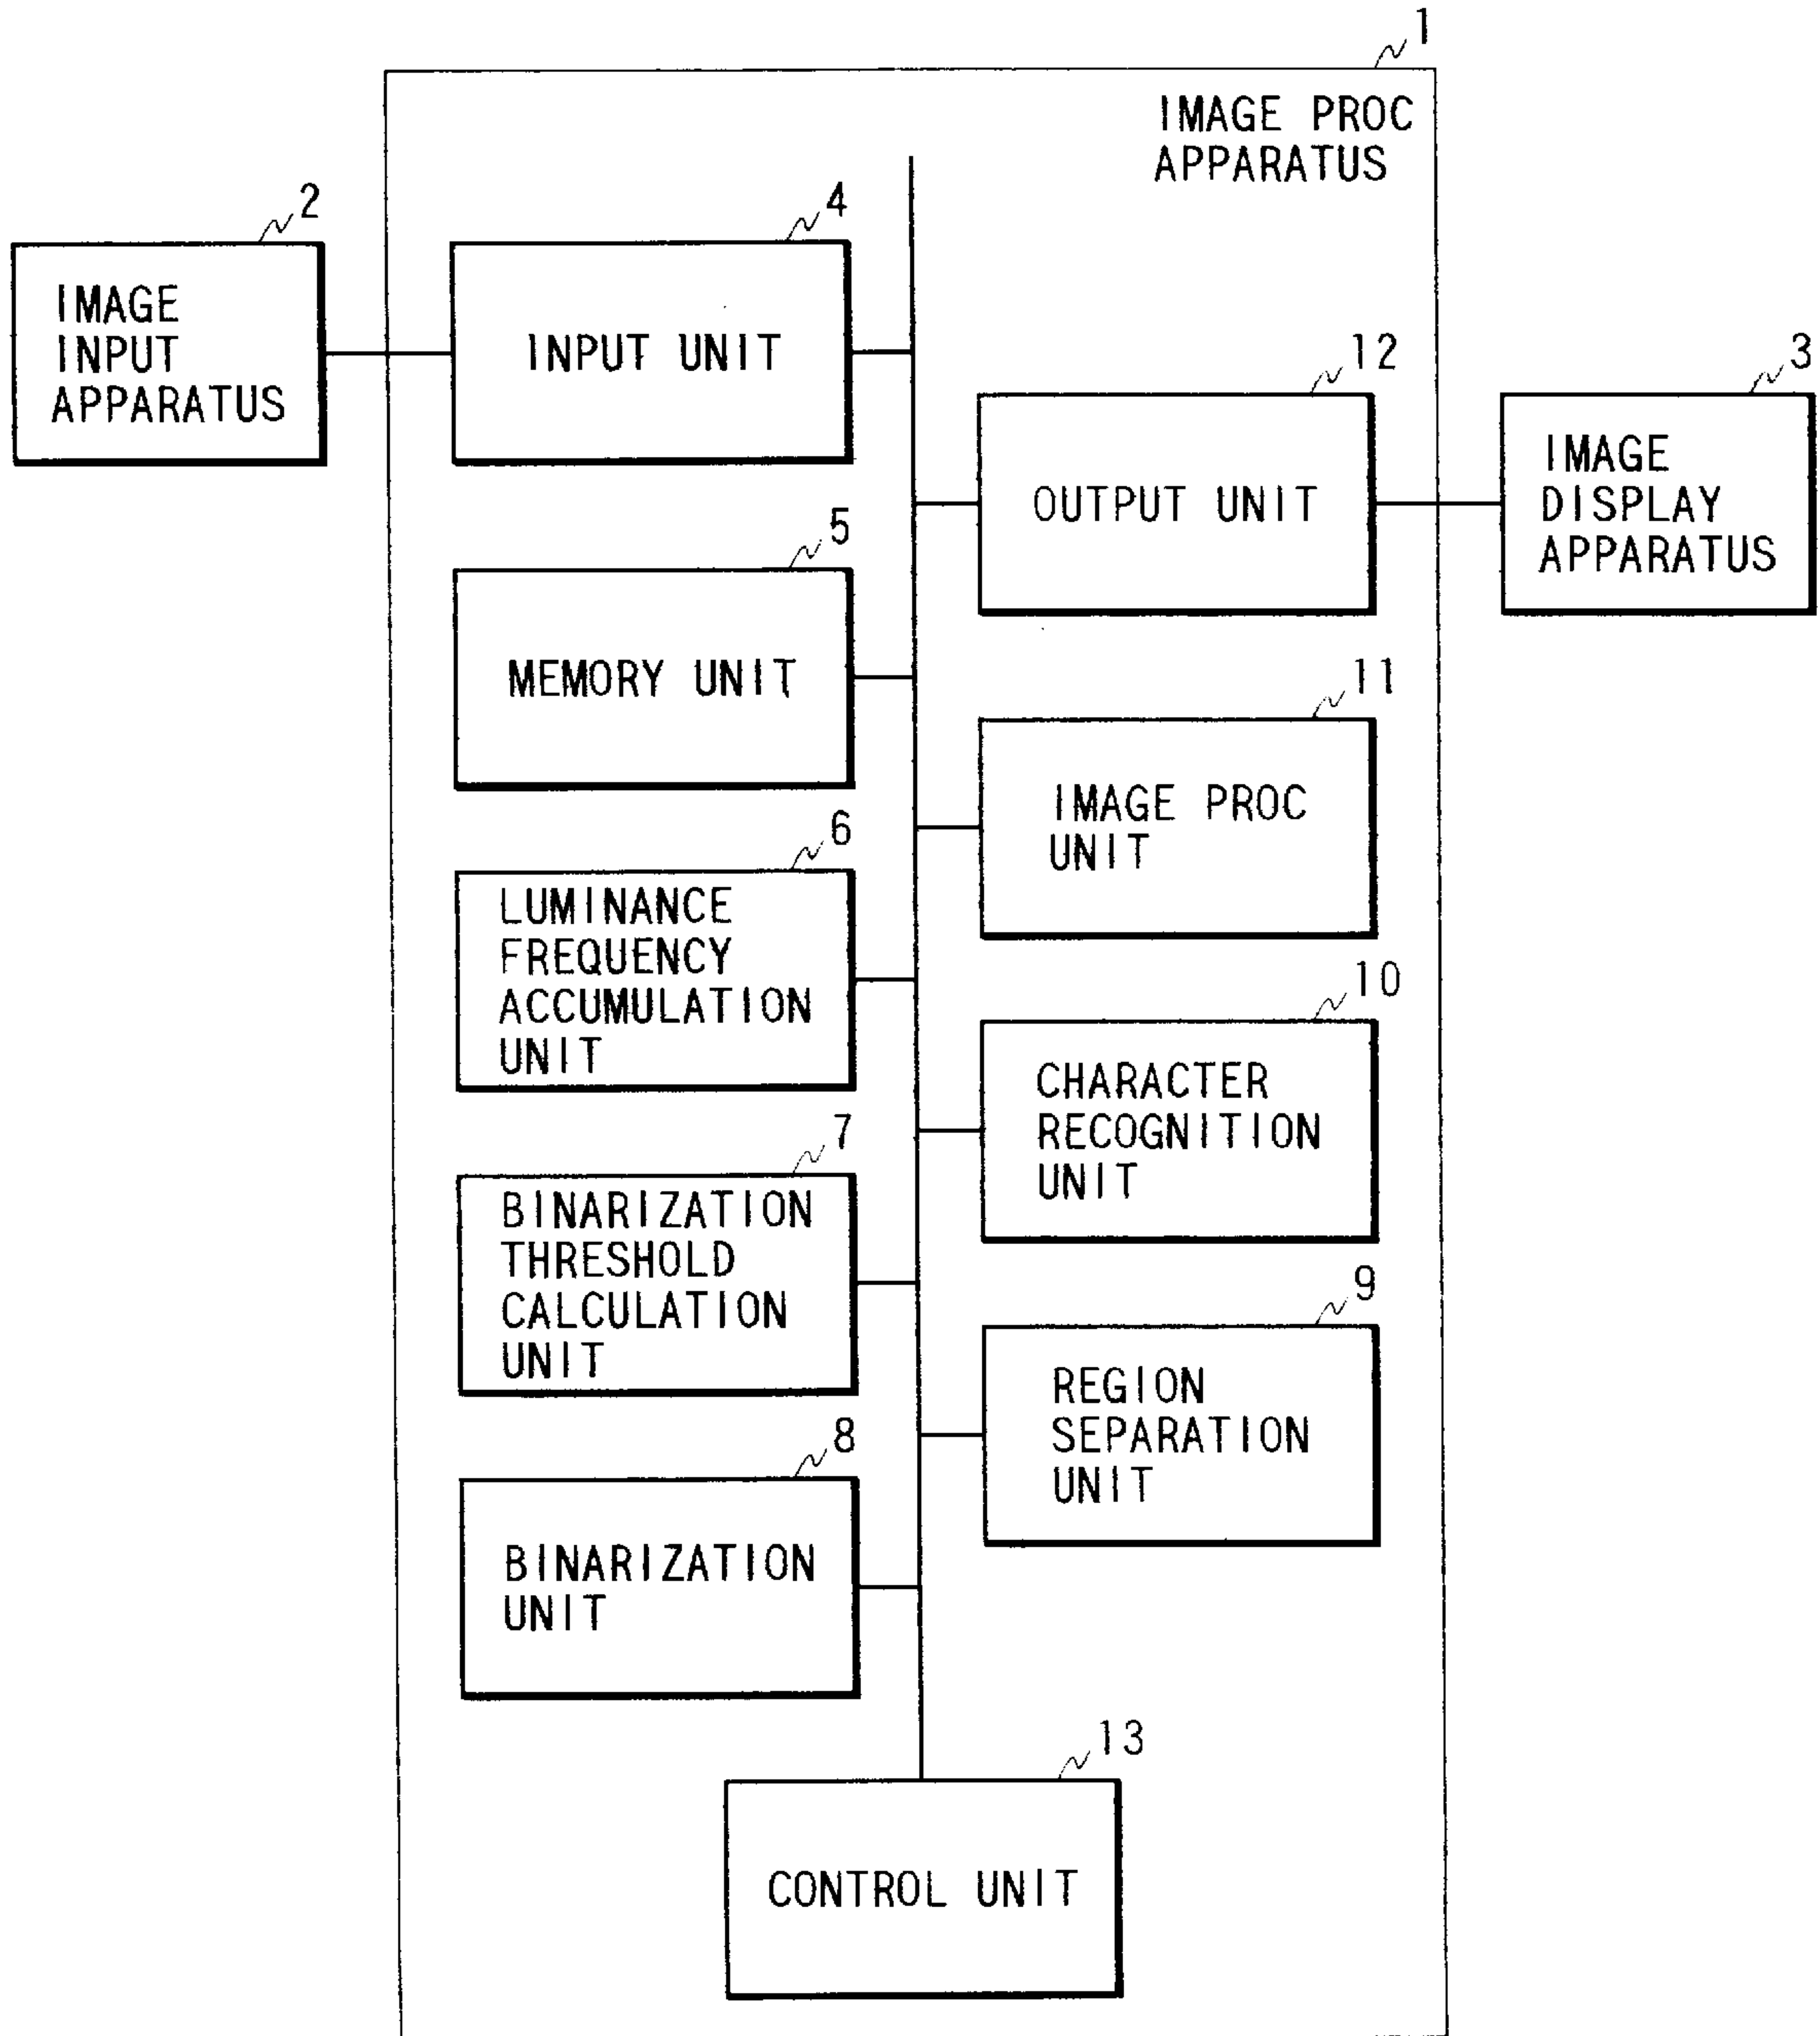 1
IMAGE PROC
APPARATUS
2
IMAGE
INPUT
APPARATUS
4
INPUT UNIT
12
OUTPUT UNIT
3
IMAGE
DISPLAY
APPARATUS
5
MEMORY UNIT
11
IMAGE PROC
UNIT
6
LUMINANCE
FREQUENCY
ACCUMULATION
UNIT
10
CHARACTER
RECOGNITION
UNIT
7
BINARIZATION
THRESHOLD
CALCULATION
UNIT
9
REGION
SEPARATION
UNIT
8
BINARIZATION
UNIT
13
CONTROL UNIT